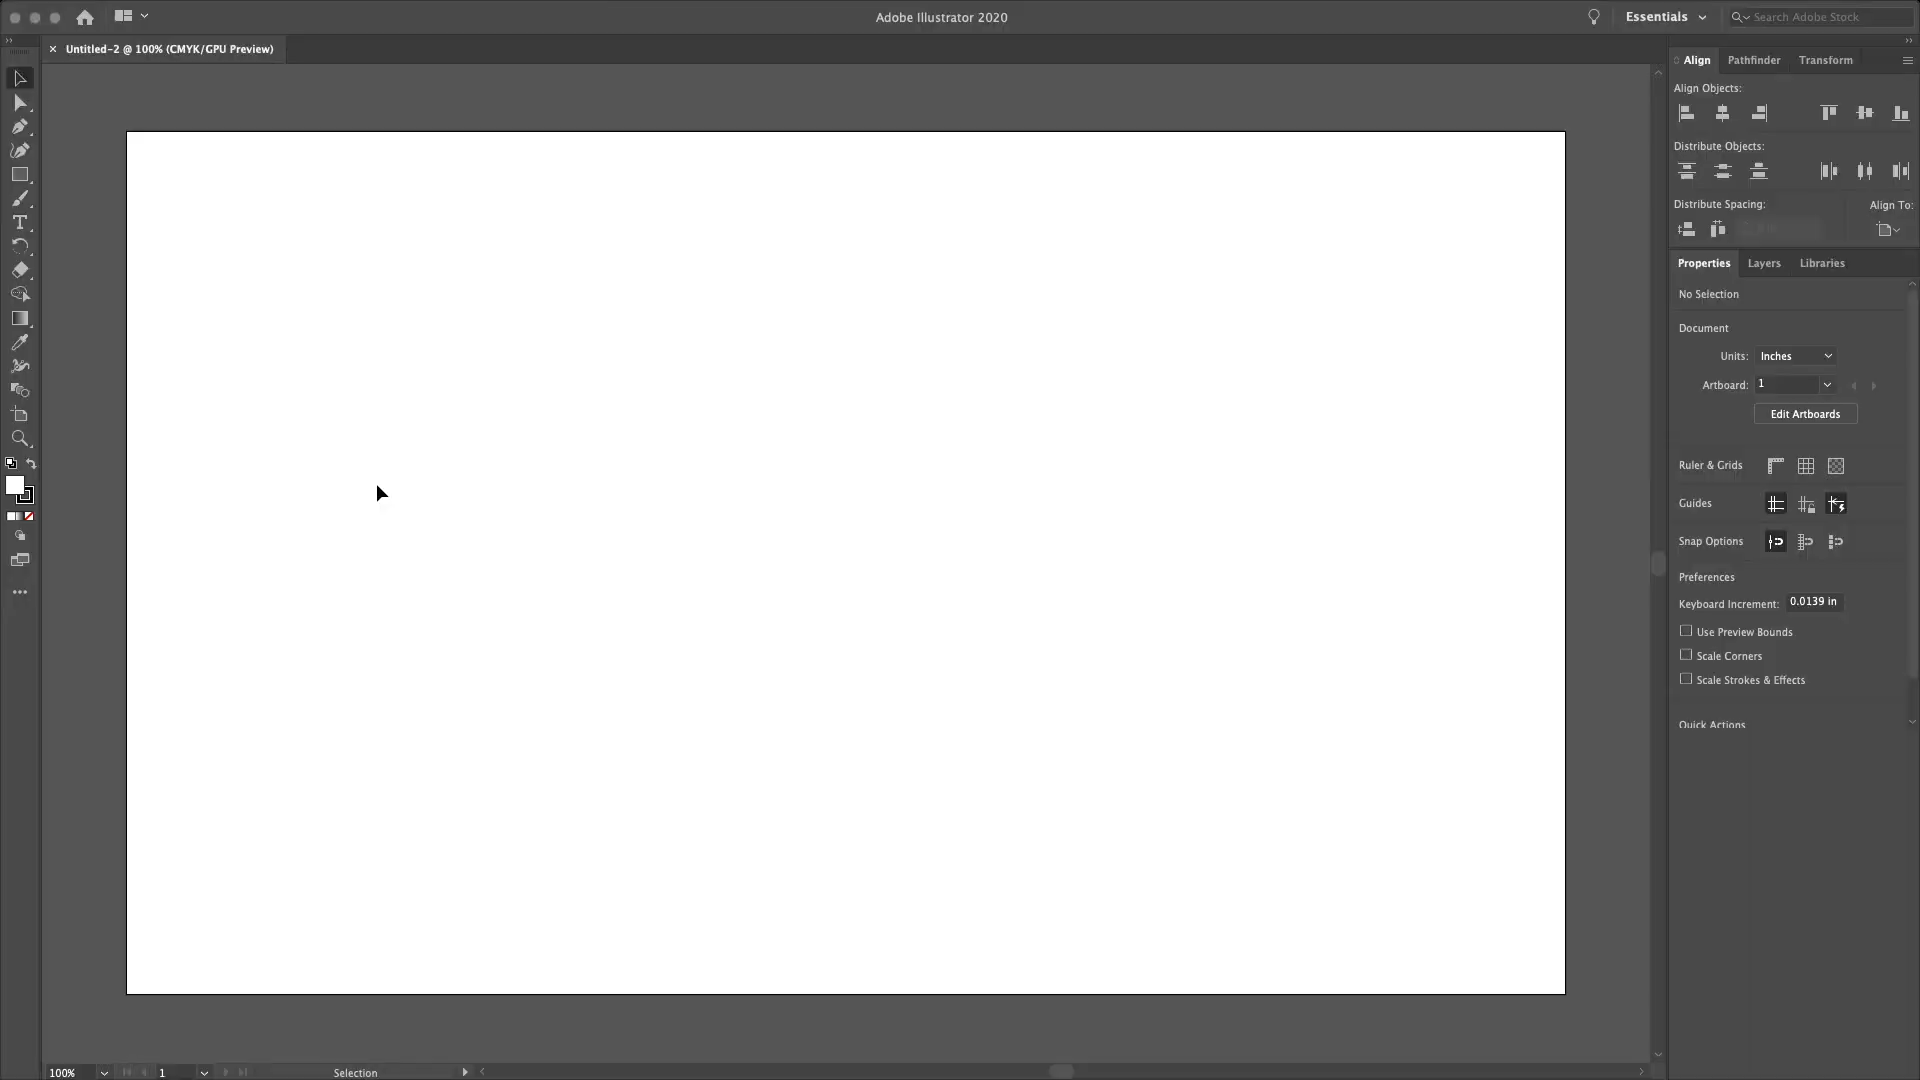 Adobe Illustrator 2020
Essentials
Search Adobe Stock
Untitled-2 @ 100% (CMYK/GPU Preview)
Align Pathfinder Transform
Align Objects:
Distribute Objects:
Distribute Spacing:
Align To:
Properties Layers Libraries
No Selection
Document
Units: Inches
Artboard: 1
Edit Artboards
Ruler & Grids
Guides
Snap Options
Preferences
Keyboard Increment: 0.0139 in
Use Preview Bounds
Scale Corners
Scale Strokes & Effects
Quick Actions
100% 1 Selection